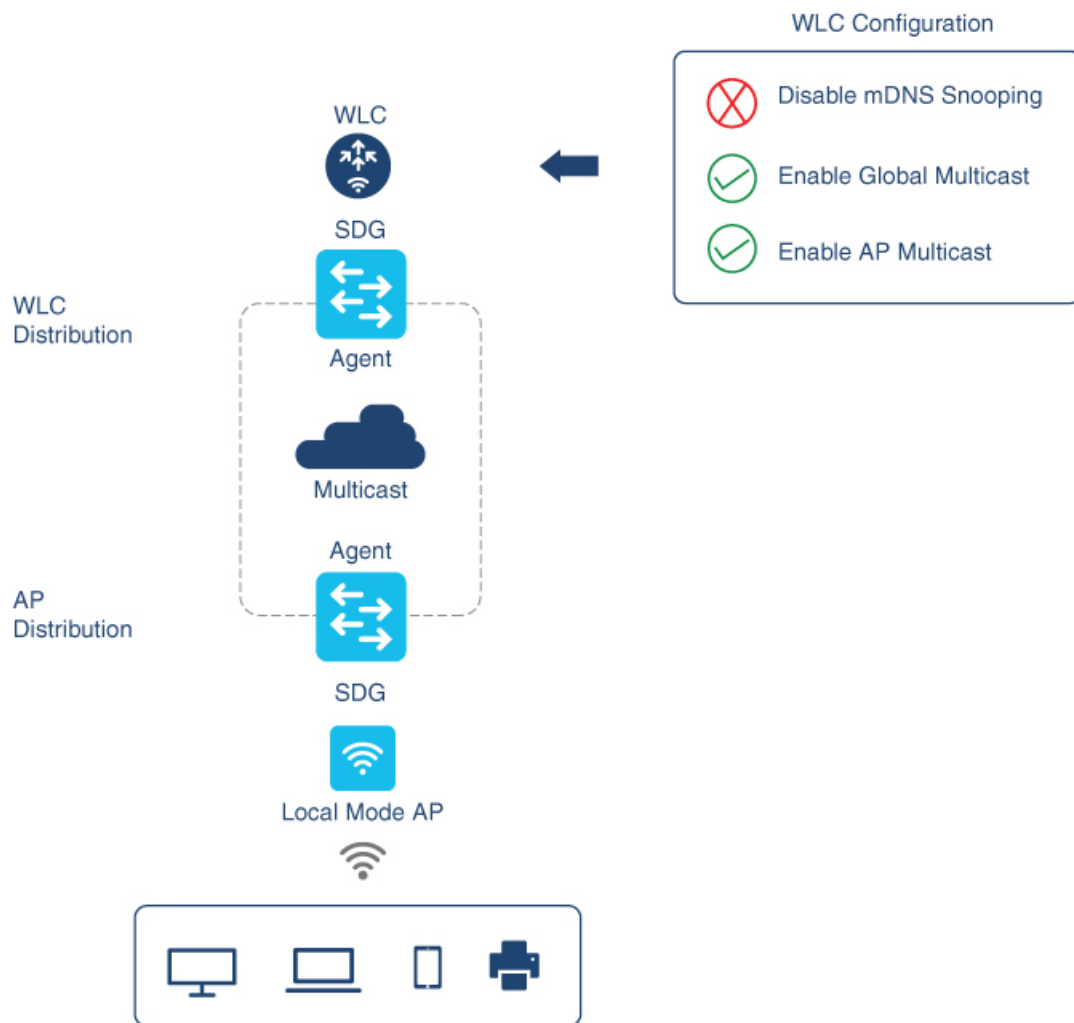 WLC Configuration
Disable mDNS Snooping
Enable Global Multicast
Enable AP Multicast
WLC
SDG
WLC
Distribution
Agent
Multicast
Agent
AP
Distribution
SDG
Local Mode AP